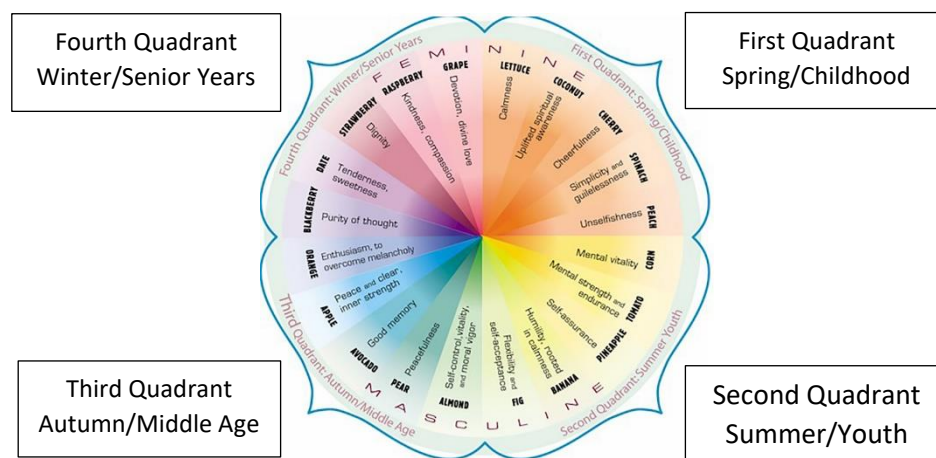 Fourth Quadrant
Winter/Senior Years
First Quadrant
Spring/Childhood
FEMININE
First Quadrant: Spring/Childhood
LETTUCE
Calmness
COCONUT
Uplifted spiritual
awareness
CHERRY
Cheerfulness
SPINACH
Simplicity and
guilelessness
PEACH
Unselfishness
CORN
Mental vitality
TOMATO
Mental strength and
endurance
PINEAPPLE
Self-assurance
BANANA
Humility, rooted
in calmness
FIG
Flexibility and
self-acceptance
Second Quadrant: Summer/Youth
MASCULINE
ALMOND
Self-control, vitality,
and moral vigor
PEAR
Peacefulness
AVOCADO
Good memory
APPLE
Peace and clear,
inner strength
ORANGE
Enthusiasm, to
overcome melancholy
Third Quadrant: Autumn/Middle Age
BLACKBERRY
Purity of thought
DATE
Tenderness,
sweetness
STRAWBERRY
Dignity
RASPBERRY
Kindness, compassion
GRAPE
Devotion, divine love
Fourth Quadrant: Winter/Senior Years
Third Quadrant
Autumn/Middle Age
Second Quadrant
Summer/Youth